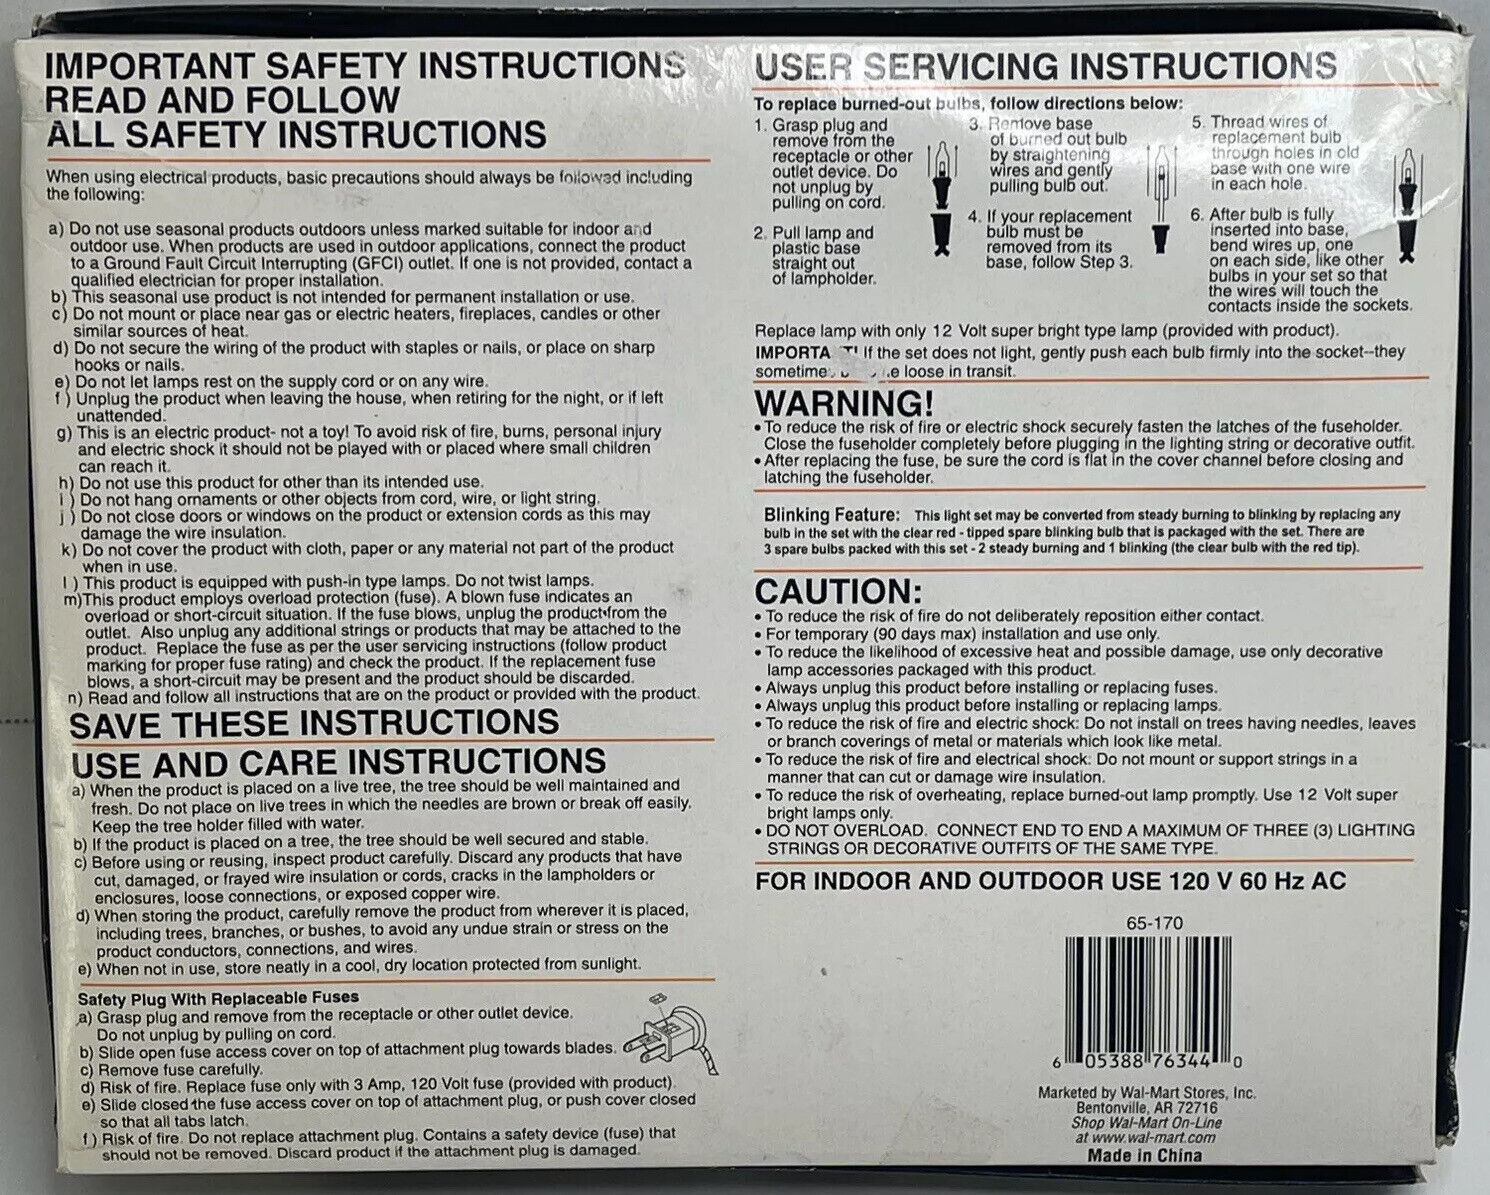 IMPORTANT SAFETY INSTRUCTIONS
READ AND FOLLOW
ALL SAFETY INSTRUCTIONS
When using electrical products, basic precautions should always be followed including
the following:
a) Do not use seasonal products outdoors unless marked suitable for indoor and
outdoor use. When products are used in outdoor applications, connect the product
to a Ground Fault Circuit Interrupting (GFCI) outlet. If one is not provided, contact a
qualified electrician for proper installation.
b) This seasonal use product is not intended for permanent installation or use.
c) Do not mount or place near gas or electric heaters, fireplaces, candles or other
similar sources of heat.
d) Do not secure the wiring of the product with staples or nails, or place on sharp
hooks or nails.
e) Do not let lamps rest on the supply cord or on any wire.
f ) Unplug the product when leaving the house, when retiring for the night, or if left
unattended.
g) This is an electric product- not a toy! To avoid risk of fire, burns, personal injury
and electric shock it should not be played with or placed where small children
can reach it.
h) Do not use this product for other than its intended use.
i ) Do not hang ornaments or other objects from cord, wire, or light string.
j ) Do not close doors or windows on the product or extension cords as this may
damage the wire insulation.
k) Do not cover the product with cloth, paper or any material not part of the product
when in use.
l ) This product is equipped with push-in type lamps. Do not twist lamps.
m)This product employs overload protection (fuse). A blown fuse indicates an
overload or short-circuit situation. If the fuse blows, unplug the product from the
outlet. Also unplug any additional strings or products that may be attached to the
product. Replace the fuse as per the user servicing instructions (follow product
marking for proper fuse rating) and check the product. If the replacement fuse
blows, a short-circuit may be present and the product should be discarded.
n) Read and follow all instructions that are on the product or provided with the product.
SAVE THESE INSTRUCTIONS
USE AND CARE INSTRUCTIONS
a) When the product is placed on a live tree, the tree should be well maintained and
fresh. Do not place on live trees in which the needles are brown or break off easily.
Keep the tree holder filled with water.
b) If the product is placed on a tree, the tree should be well secured and stable.
c) Before using or reusing, inspect product carefully. Discard any products that have
cut, damaged, or frayed wire insulation or cords, cracks in the lampholders or
enclosures, loose connections, or exposed copper wire.
d) When storing the product, carefully remove the product from wherever it is placed,
including trees, branches, or bushes, to avoid any undue strain or stress on the
product conductors, connections, and wires.
e) When not in use, store neatly in a cool, dry location protected from sunlight.
Safety Plug With Replaceable Fuses
a) Grasp plug and remove from the receptacle or other outlet device.
Do not unplug by pulling on cord.
b) Slide open fuse access cover on top of attachment plug towards blades.
c) Remove fuse carefully.
d) Risk of fire. Replace fuse only with 3 Amp, 120 Volt fuse (provided with product).
e) Slide closed the fuse access cover on top of attachment plug, or push cover closed
so that all tabs latch.
f ) Risk of fire. Do not replace attachment plug. Contains a safety device (fuse) that
should not be removed. Discard product if the attachment plug is damaged.
USER SERVICING INSTRUCTIONS
To replace burned-out bulbs, follow directions below:
1. Grasp plug and
remove from the
receptacle or other
outlet device. Do
not unplug by
pulling on cord.
2. Pull lamp and
plastic base
straight out
of lampholder.
3. Remove base
of burned out bulb
by straightening
wires and gently
pulling bulb out.
4. If your replacement
bulb must be
removed from its
base, follow Step 3.
5. Thread wires of
replacement bulb
through holes in old
base with one wire
in each hole.
6. After bulb is fully
inserted into base,
bend wires up, one
on each side, like other
bulbs in your set so that
the wires will touch the
contacts inside the sockets.
Replace lamp with only 12 Volt super bright type lamp (provided with product).
If the set does not light, gently push each bulb firmly into the socket--they
loose in transit.
WARNING!
• To reduce the risk of fire or electric shock securely fasten the latches of the fuseholder.
Close the fuseholder completely before plugging in the lighting string or decorative outfit.
• After replacing the fuse, be sure the cord is flat in the cover channel before closing and
latching the fuseholder.
Blinking Feature: This light set may be converted from steady burning to blinking by replacing any
bulb in the set with the clear red - tipped spare blinking bulb that is packaged with the set. There are
3 spare bulbs packed with this set - 2 steady burning and 1 blinking (the clear bulb with the red tip).
CAUTION:
• To reduce the risk of fire do not deliberately reposition either contact.
• For temporary (90 days max) installation and use only.
• To reduce the likelihood of excessive heat and possible damage, use only decorative
lamp accessories packaged with this product.
• Always unplug this product before installing or replacing fuses.
• Always unplug this product before installing or replacing lamps.
• To reduce the risk of fire and electric shock: Do not install on trees having needles, leaves
or branch coverings of metal or materials which look like metal.
• To reduce the risk of fire and electrical shock: Do not mount or support strings in a
manner that can cut or damage wire insulation.
• To reduce the risk of overheating, replace burned-out lamp promptly. Use 12 Volt super
bright lamps only.
• DO NOT OVERLOAD. CONNECT END TO END A MAXIMUM OF THREE (3) LIGHTING
STRINGS OR DECORATIVE OUTFITS OF THE SAME TYPE.
FOR INDOOR AND OUTDOOR USE 120 V 60 Hz AC
65-170
6 05388 76344 0
Marketed by Wal-Mart Stores, Inc.
Bentonville, AR 72716
Shop Wal-Mart On-Line
at www.wal-mart.com
Made in China